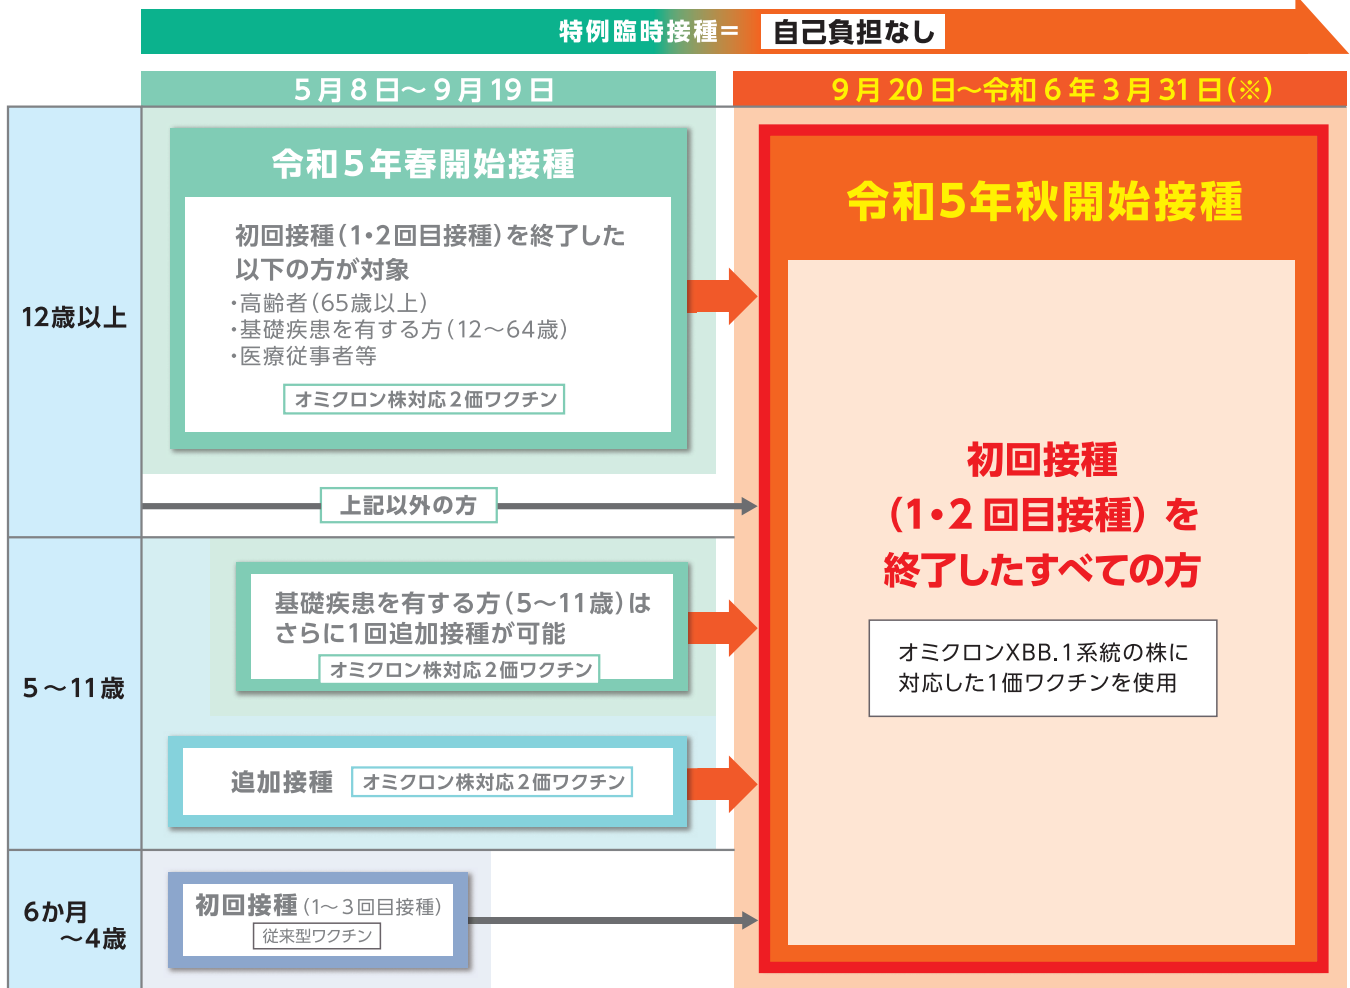 特例臨時接種= 自己負担なし
5月8日～9月19日
9月20日～令和6年3月31日(※)
12歳以上
令和5年春開始接種
初回接種(1・2回目接種)を終了した
以下の方が対象
・高齢者(65歳以上)
・基礎疾患を有する方(12～64歳)
・医療従事者等
オミクロン株対応2価ワクチン
上記以外の方
5～11歳
基礎疾患を有する方(5～11歳)は
さらに1回追加接種が可能
オミクロン株対応2価ワクチン
追加接種 オミクロン株対応2価ワクチン
6か月
～4歳
初回接種(1～3回目接種)
従来型ワクチン
令和5年秋開始接種
初回接種
(1・2回目接種)を
終了したすべての方
オミクロンXBB.1系統の株に
対応した1価ワクチンを使用